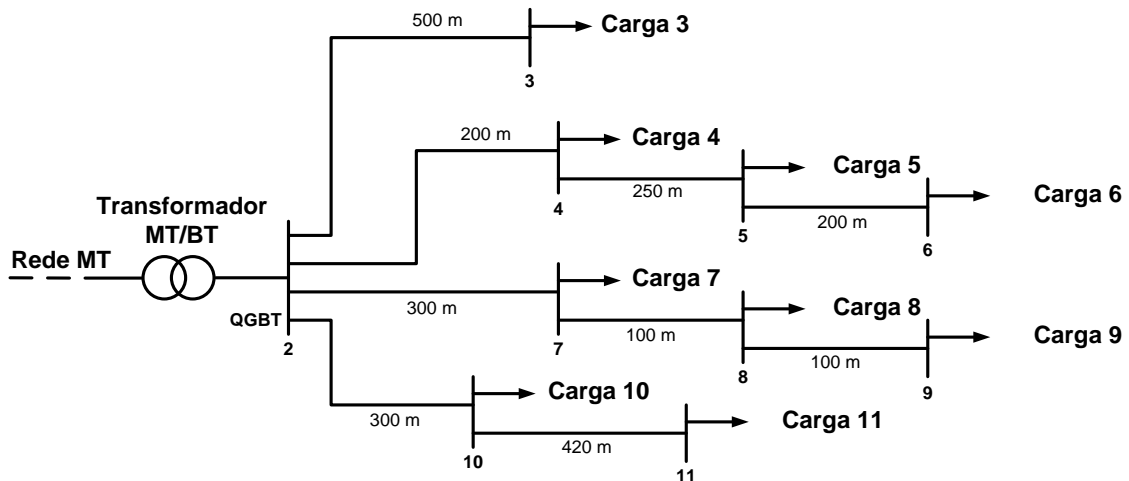 500 m
Carga 3
3
200 m
Carga 4
4
250 m
Carga 5
5
200 m
Carga 6
6
Transformador
MT/BT
Rede MT
QGBT
2
300 m
Carga 7
7
100 m
Carga 8
8
100 m
Carga 9
9
300 m
Carga 10
10
420 m
Carga 11
11